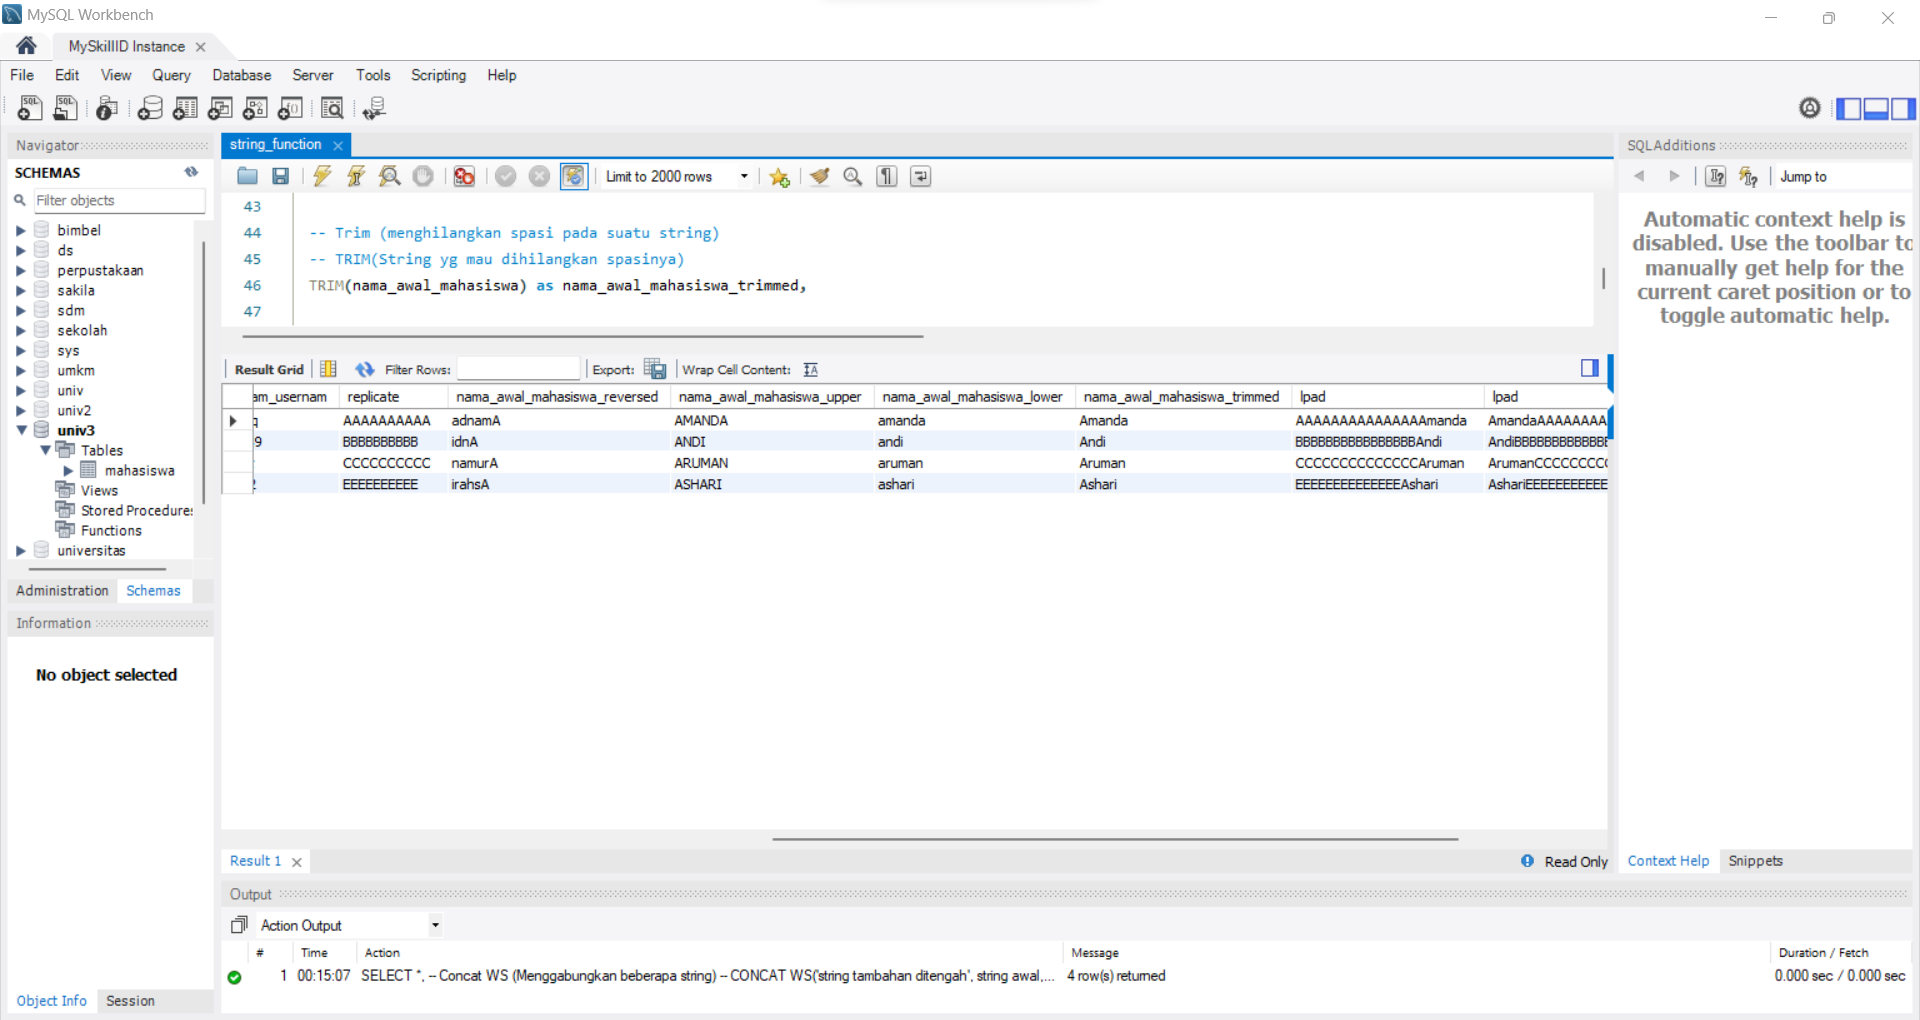 MySQL Workbench
MySkillID Instance
File Edit View Query Database Server Tools Scripting Help
Navigator
SCHEMAS
Filter objects
bimbel
ds
perpustakaan
sakila
sdm
sekolah
sys
umkm
univ
univ2
univ3
Tables
mahasiswa
Views
Stored Procedures
Functions
universitas
Administration Schemas
Information
No object selected
Object Info Session
string_function
Limit to 2000 rows
43
44 -- Trim (menghilangkan spasi pada suatu string)
45 -- TRIM(String yg mau dihilangkan spasinya)
46 TRIM(nama_awal_mahasiswa) as nama_awal_mahasiswa_trimmed,
47
Result Grid Filter Rows: Export: Wrap Cell Content:
am_usernam replicate nama_awal_mahasiswa_reversed nama_awal_mahasiswa_upper nama_awal_mahasiswa_lower nama_awal_mahasiswa_trimmed lpad lpad
AAAAAAAAAA adnamA AMANDA amanda Amanda AAAAAAAAAAAAAAAmanda AmandaAAAAAAAA
9 BBBBBBBBBB idnA ANDI andi Andi BBBBBBBBBBBBBBBBAndi AndiBBBBBBBBBBBBB
CCCCCCCCCC namurA ARUMAN aruman Aruman CCCCCCCCCCCCCCAruman ArumanCCCCCCCCC
2 EEEEEEEEEE irahsA ASHARI ashari Ashari EEEEEEEEEEEEEEAshari AshariEEEEEEEEEEE
Result 1
Read Only
Output
Action Output
# Time Action Message Duration / Fetch
1 00:15:07 SELECT *, -- Concat WS (Menggabungkan beberapa string) -- CONCAT WS('string tambahan ditengah', string awal,... 4 row(s) returned 0.000 sec / 0.000 sec
SQLAdditions
Jump to
Automatic context help is
disabled. Use the toolbar to
manually get help for the
current caret position or to
toggle automatic help.
Context Help Snippets